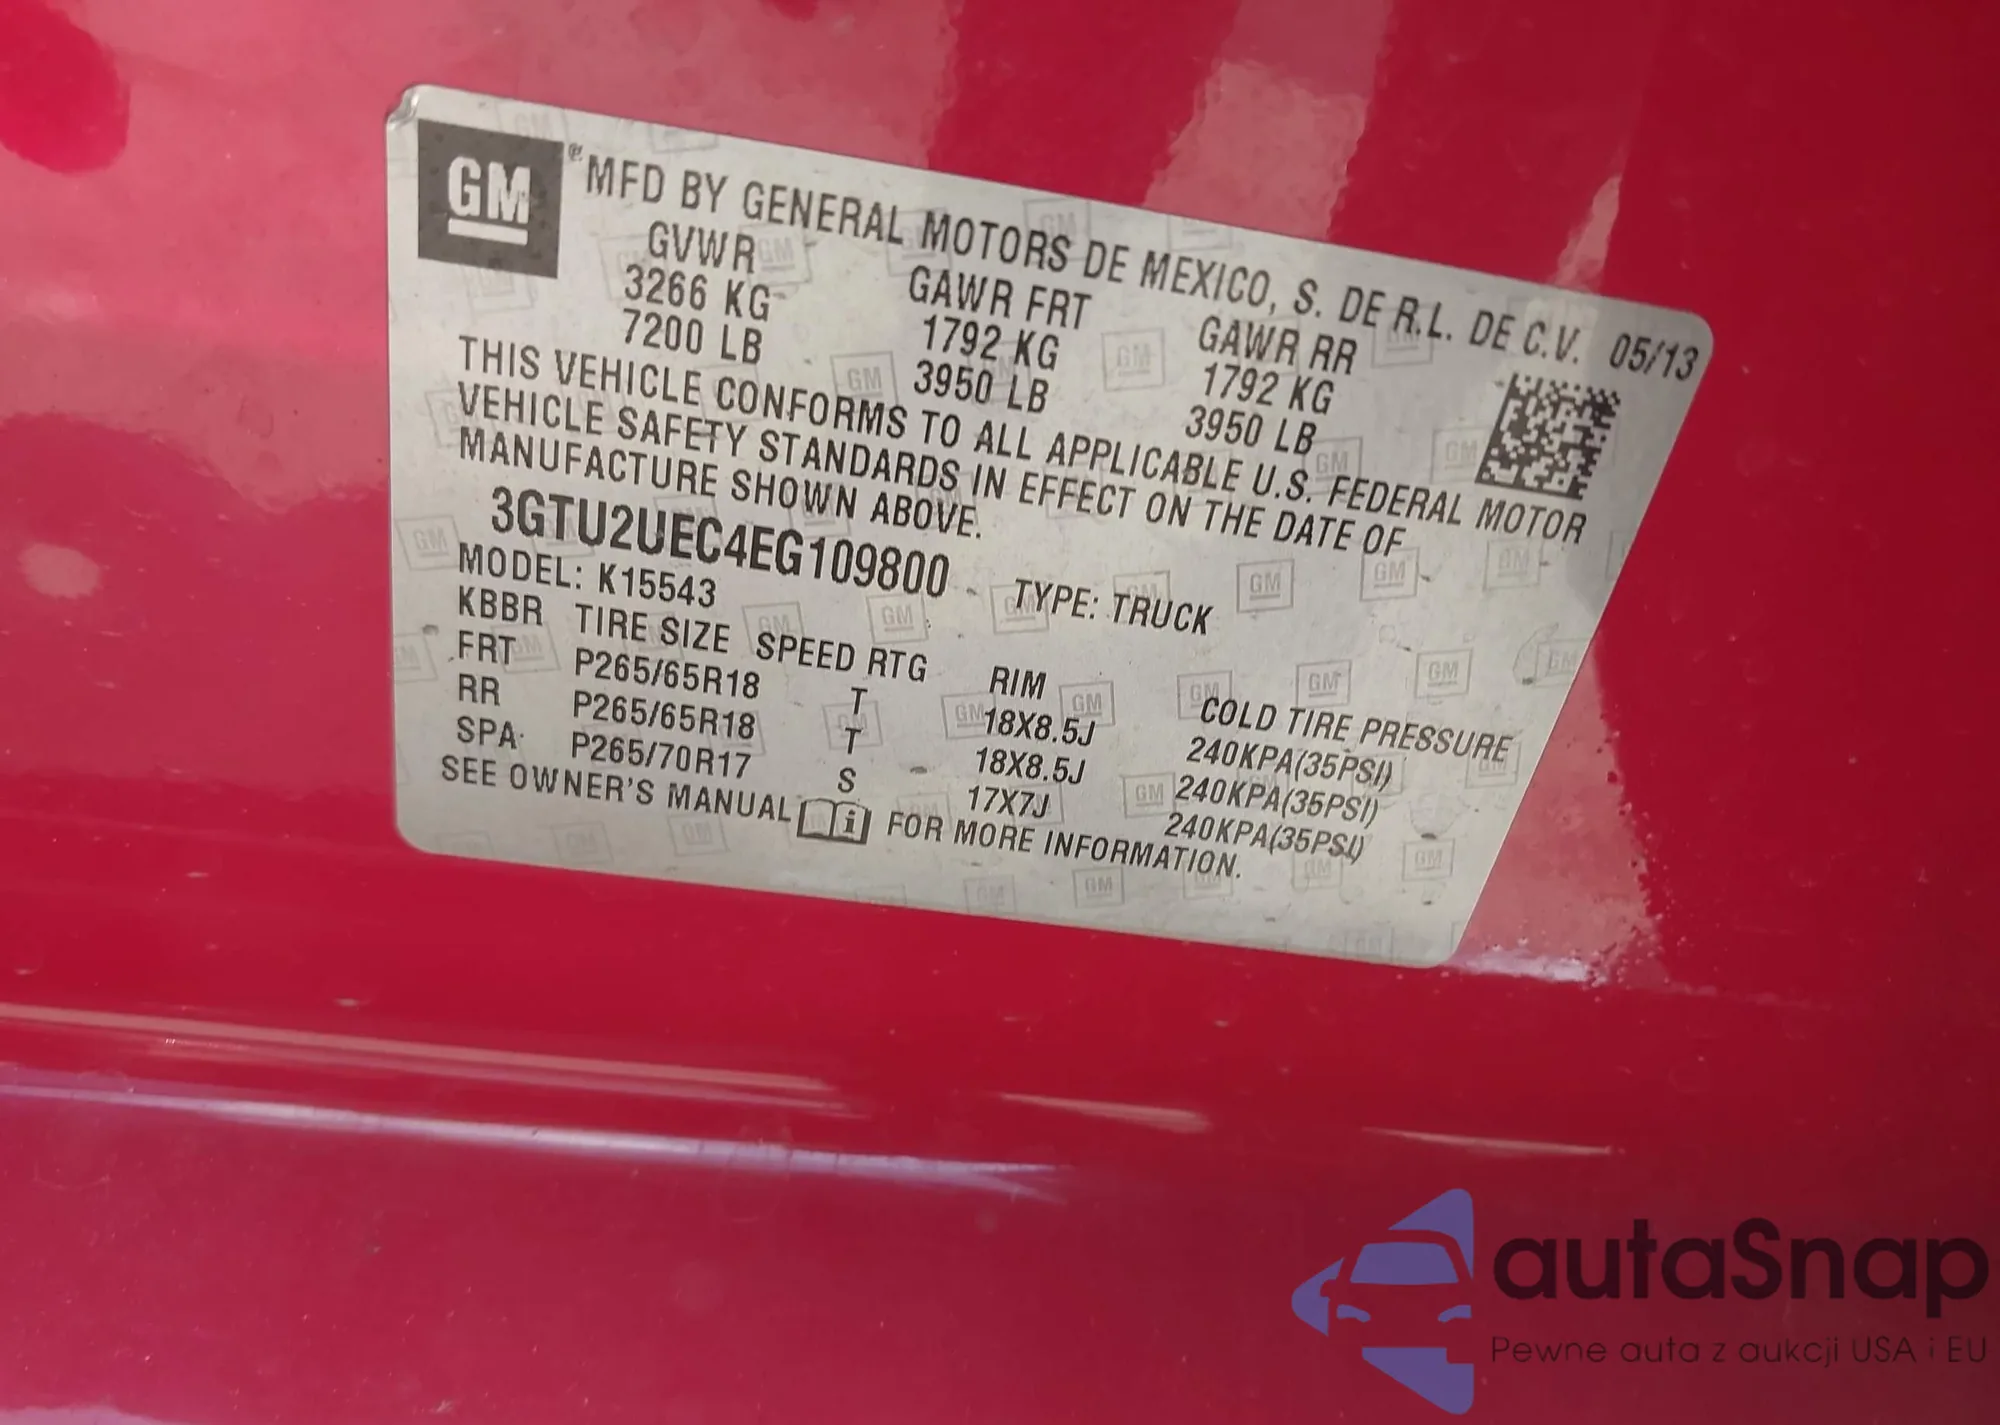 GM ® MFD BY GENERAL MOTORS DE MEXICO, S. DE R.L. DE C.V. 05/13
GVWR GAWR FRT GAWR RR
3266 KG 1792 KG 1792 KG
7200 LB 3950 LB 3950 LB
THIS VEHICLE CONFORMS TO ALL APPLICABLE U.S. FEDERAL MOTOR
VEHICLE SAFETY STANDARDS IN EFFECT ON THE DATE OF
MANUFACTURE SHOWN ABOVE.
3GTU2UEC4EG109800 TYPE: TRUCK
MODEL: K15543
KBBR TIRE SIZE SPEED RTG RIM COLD TIRE PRESSURE
FRT P265/65R18 T 18X8.5J 240KPA(35PSI)
RR P265/65R18 T 18X8.5J 240KPA(35PSI)
SPA P265/70R17 S 17X7J 240KPA(35PSI)
SEE OWNER'S MANUAL i FOR MORE INFORMATION.
autaSnap
Pewne auta z aukcji USA i EU